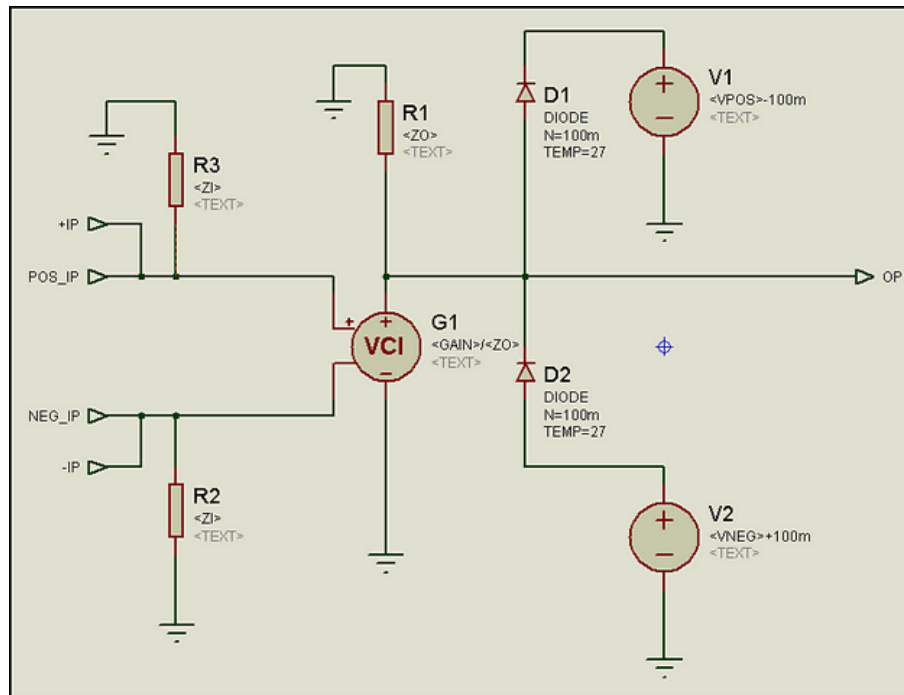 V1
<VPOS>-100m
<TEXT>
D1
DIODE
N=100m
TEMP=27
R1
<ZO>
<TEXT>
R3
<ZI>
<TEXT>
+IP
POS_IP
OP
G1
<GAIN>/<ZO>
<TEXT>
VCI
D2
DIODE
N=100m
TEMP=27
NEG_IP
-IP
R2
<ZI>
<TEXT>
V2
<VNEG>+100m
<TEXT>